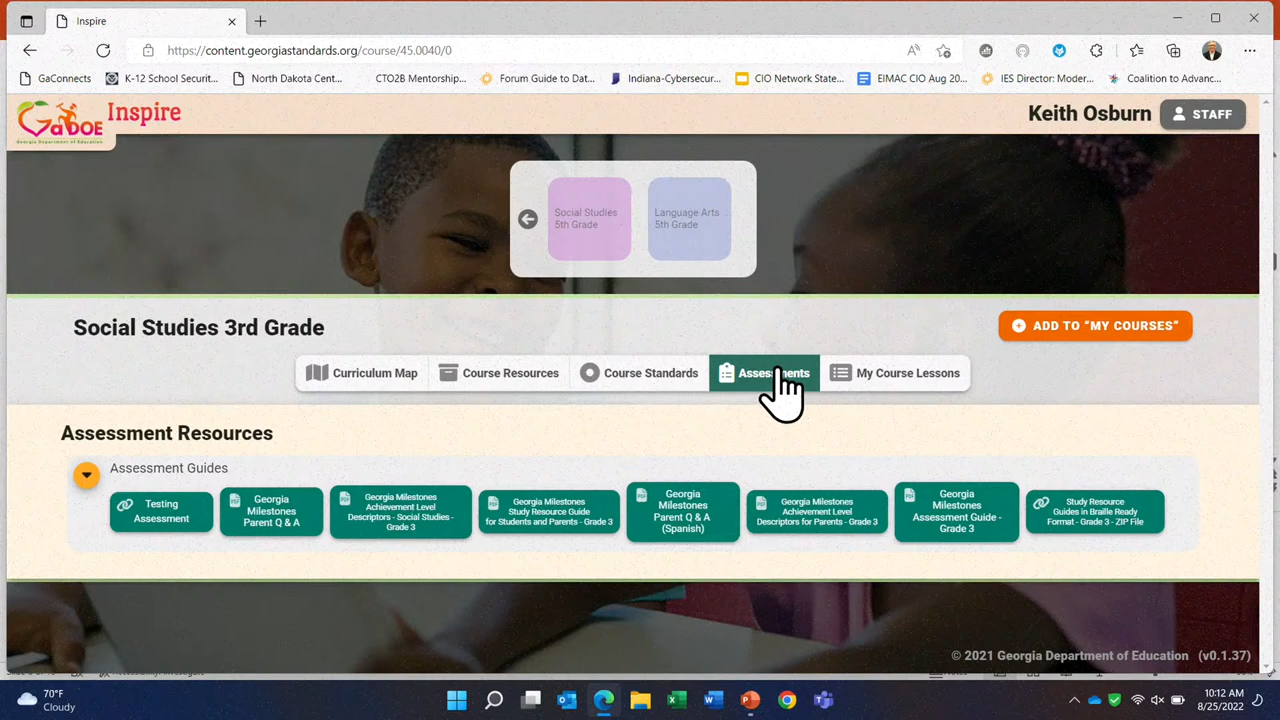 Inspire
https://content.georgiastandards.org/course/45.0040/0
GaConnects
K-12 School Securit...
North Dakota Cent...
CTO2B Mentorship...
Forum Guide to Dat...
Indiana-Cybersecur...
CIO Network State...
EIMAC CIO Aug 20...
IES Director: Moder...
Coalition to Advanc...
GaDOE
Georgia Department of Education
Inspire
Keith Osburn
STAFF
Social Studies
5th Grade
Language Arts
5th Grade
Social Studies 3rd Grade
ADD TO "MY COURSES"
Curriculum Map
Course Resources
Course Standards
Assessments
My Course Lessons
Assessment Resources
Assessment Guides
Testing
Assessment
Georgia
Milestones
Parent Q & A
Georgia Milestones
Achievement Level
Descriptors - Social Studies -
Grade 3
Georgia Milestones
Study Resource Guide
for Students and Parents - Grade 3
Georgia
Milestones
Parent Q & A
(Spanish)
Georgia Milestones
Achievement Level
Descriptors for Parents - Grade 3
Georgia
Milestones
Assessment Guide -
Grade 3
Study Resource
Guides in Braille Ready
Format - Grade 3 - ZIP File
© 2021 Georgia Department of Education (v0.1.37)
70°F
Cloudy
10:12 AM
8/25/2022